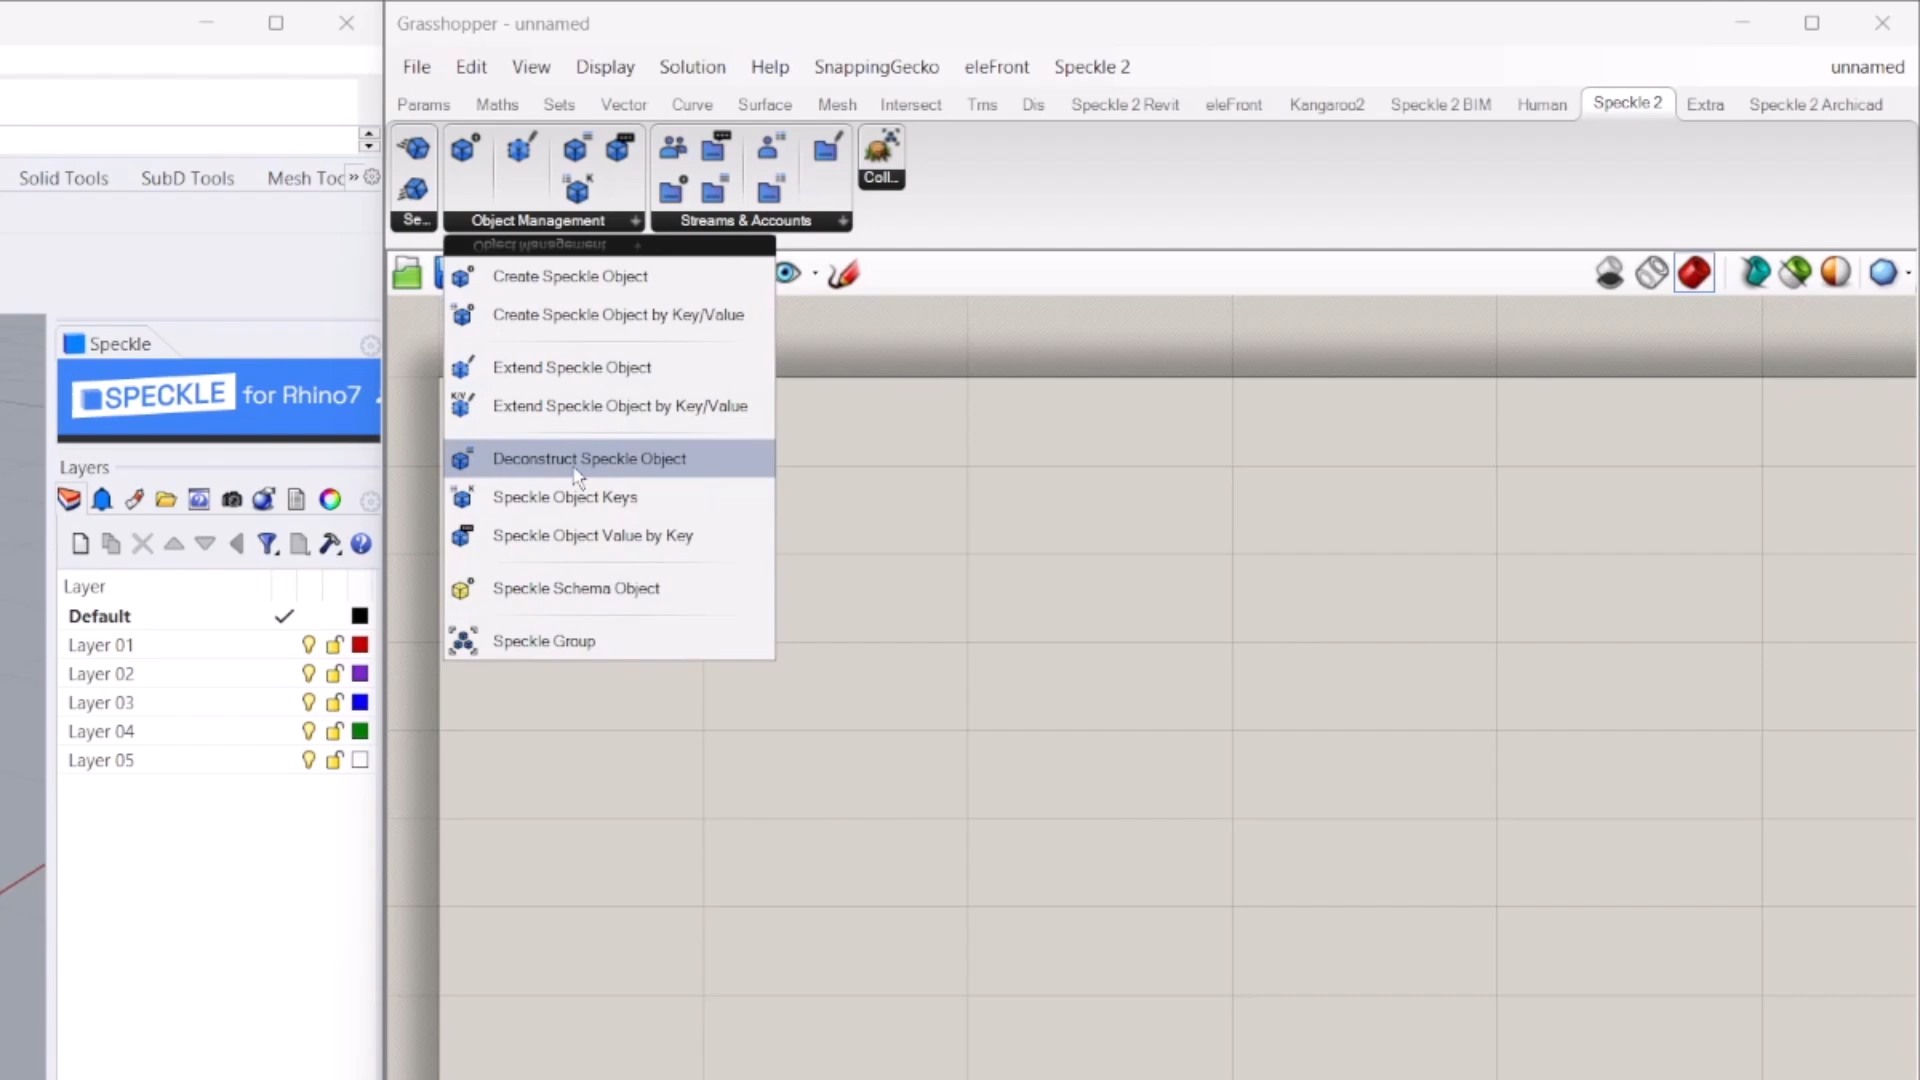 Grasshopper - unnamed
File Edit View Display Solution Help SnappingGecko eleFront Speckle 2 unnamed
Params Maths Sets Vector Curve Surface Mesh Intersect Trns Dis Speckle 2 Revit eleFront Kangaroo2 Speckle 2 BIM Human Speckle 2 Extra Speckle 2 Archicad
Coll...
Se... Object Management + Streams & Accounts +
Object Management +
Create Speckle Object
Create Speckle Object by Key/Value
Extend Speckle Object
Extend Speckle Object by Key/Value
Deconstruct Speckle Object
Speckle Object Keys
Speckle Object Value by Key
Speckle Schema Object
Speckle Group
Solid Tools SubD Tools Mesh Toc »
Speckle
SPECKLE for Rhino7
Layers
Layer
Default
Layer 01
Layer 02
Layer 03
Layer 04
Layer 05